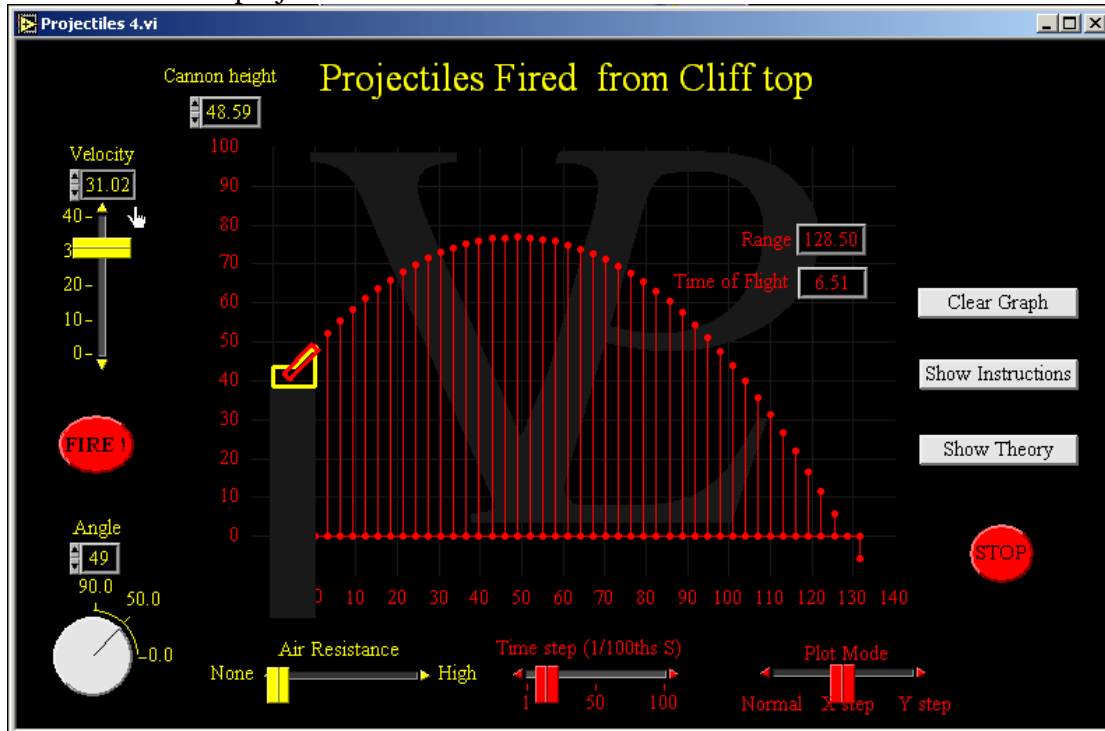 Projectiles 4.vi
Cannon height
Projectiles Fired from Cliff top
48.59
Velocity
31.02
40
20
10
0
100
90
80
70
60
50
40
30
20
10
0
Range 128.50
Time of Flight 6.51
Clear Graph
Show Instructions
Show Theory
FIRE !
STOP
Angle
49
90.0
50.0
0.0
10 20 30 40 50 60 70 80 90 100 110 120 130 140
Air Resistance
None
High
Time step (1/100ths S)
1 50 100
Plot Mode
Normal X step Y step